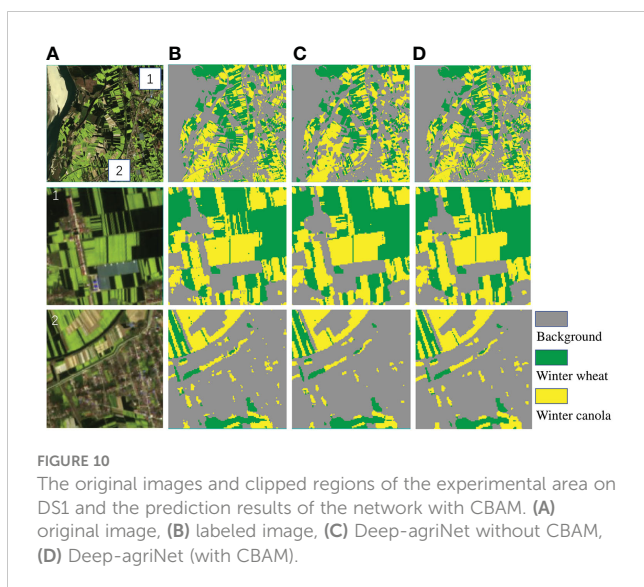 A B C D
1
2
1
2
Background
Winter wheat
Winter canola
FIGURE 10
The original images and clipped regions of the experimental area on
DS1 and the prediction results of the network with CBAM. (A)
original image, (B) labeled image, (C) Deep-agriNet without CBAM,
(D) Deep-agriNet (with CBAM).